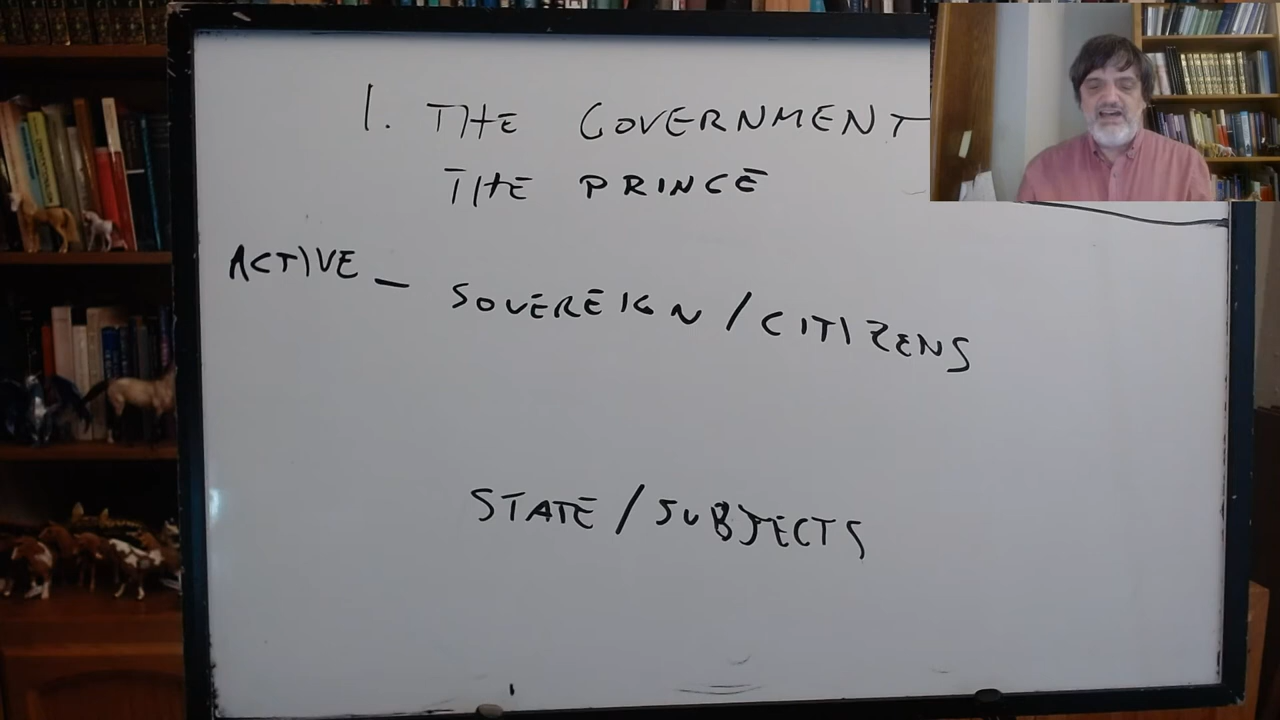 1. THE GOVERNMENT
THE PRINCE
ACTIVE – SOVEREIGN / CITIZENS
STATE / SUBJECTS